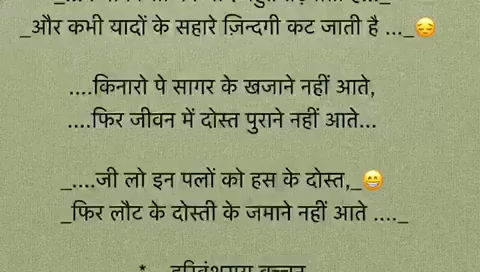 _और कभी यादों के सहारे ज़िन्दगी कट जाती है ..._😔
....किनारो पे सागर के खजाने नहीं आते,
....फिर जीवन में दोस्त पुराने नहीं आते...
_....जी लो इन पलों को हस के दोस्त,_😁
_फिर लौट के दोस्ती के जमाने नहीं आते ...._